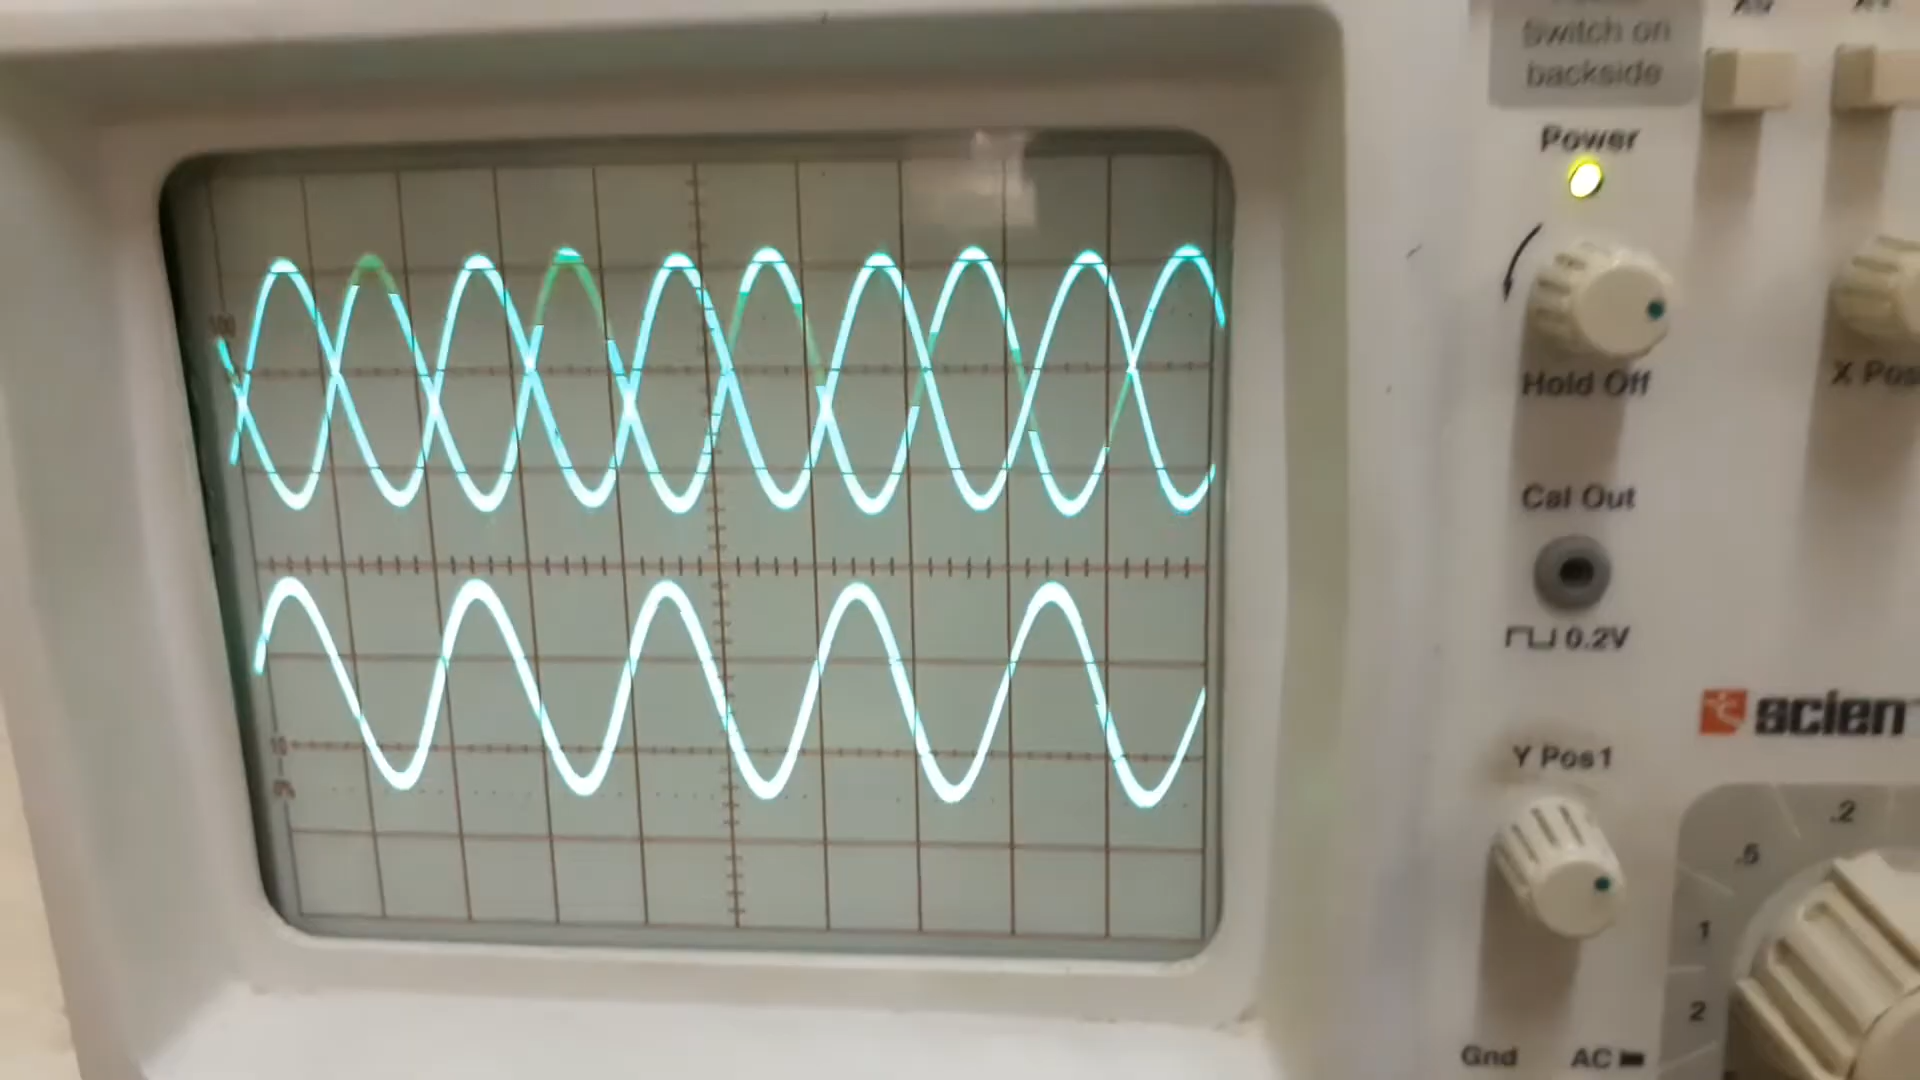 Switch on
backside
Power
Hold Off
X Pos
Cal Out
0.2V
scien
Y Pos1
.2
.5
1
2
Gnd AC
100
10
0%